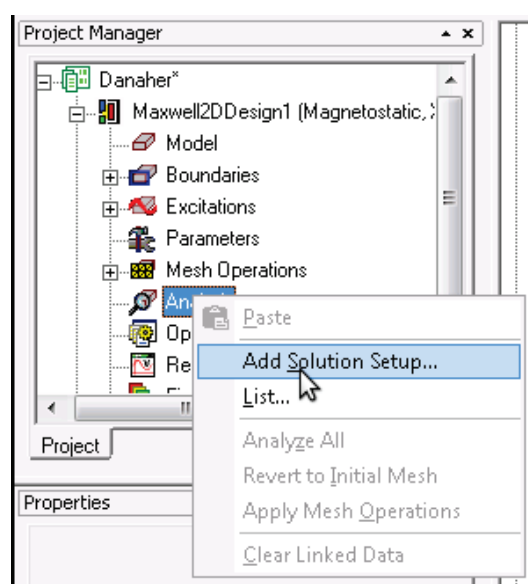 Project Manager
Danaher*
Maxwell2DDesign1 (Magnetostatic,
Model
Boundaries
Excitations
Parameters
Mesh Operations
Paste
Add Solution Setup...
List...
Analyze All
Revert to Initial Mesh
Apply Mesh Operations
Clear Linked Data
Project
Properties